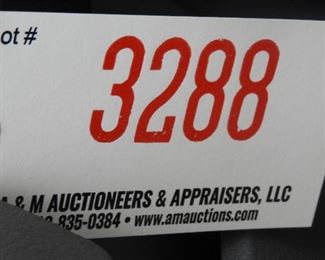 ot #
3288
A & M AUCTIONEERS & APPRAISERS, LLC
835-0384 • www.amauctions.com